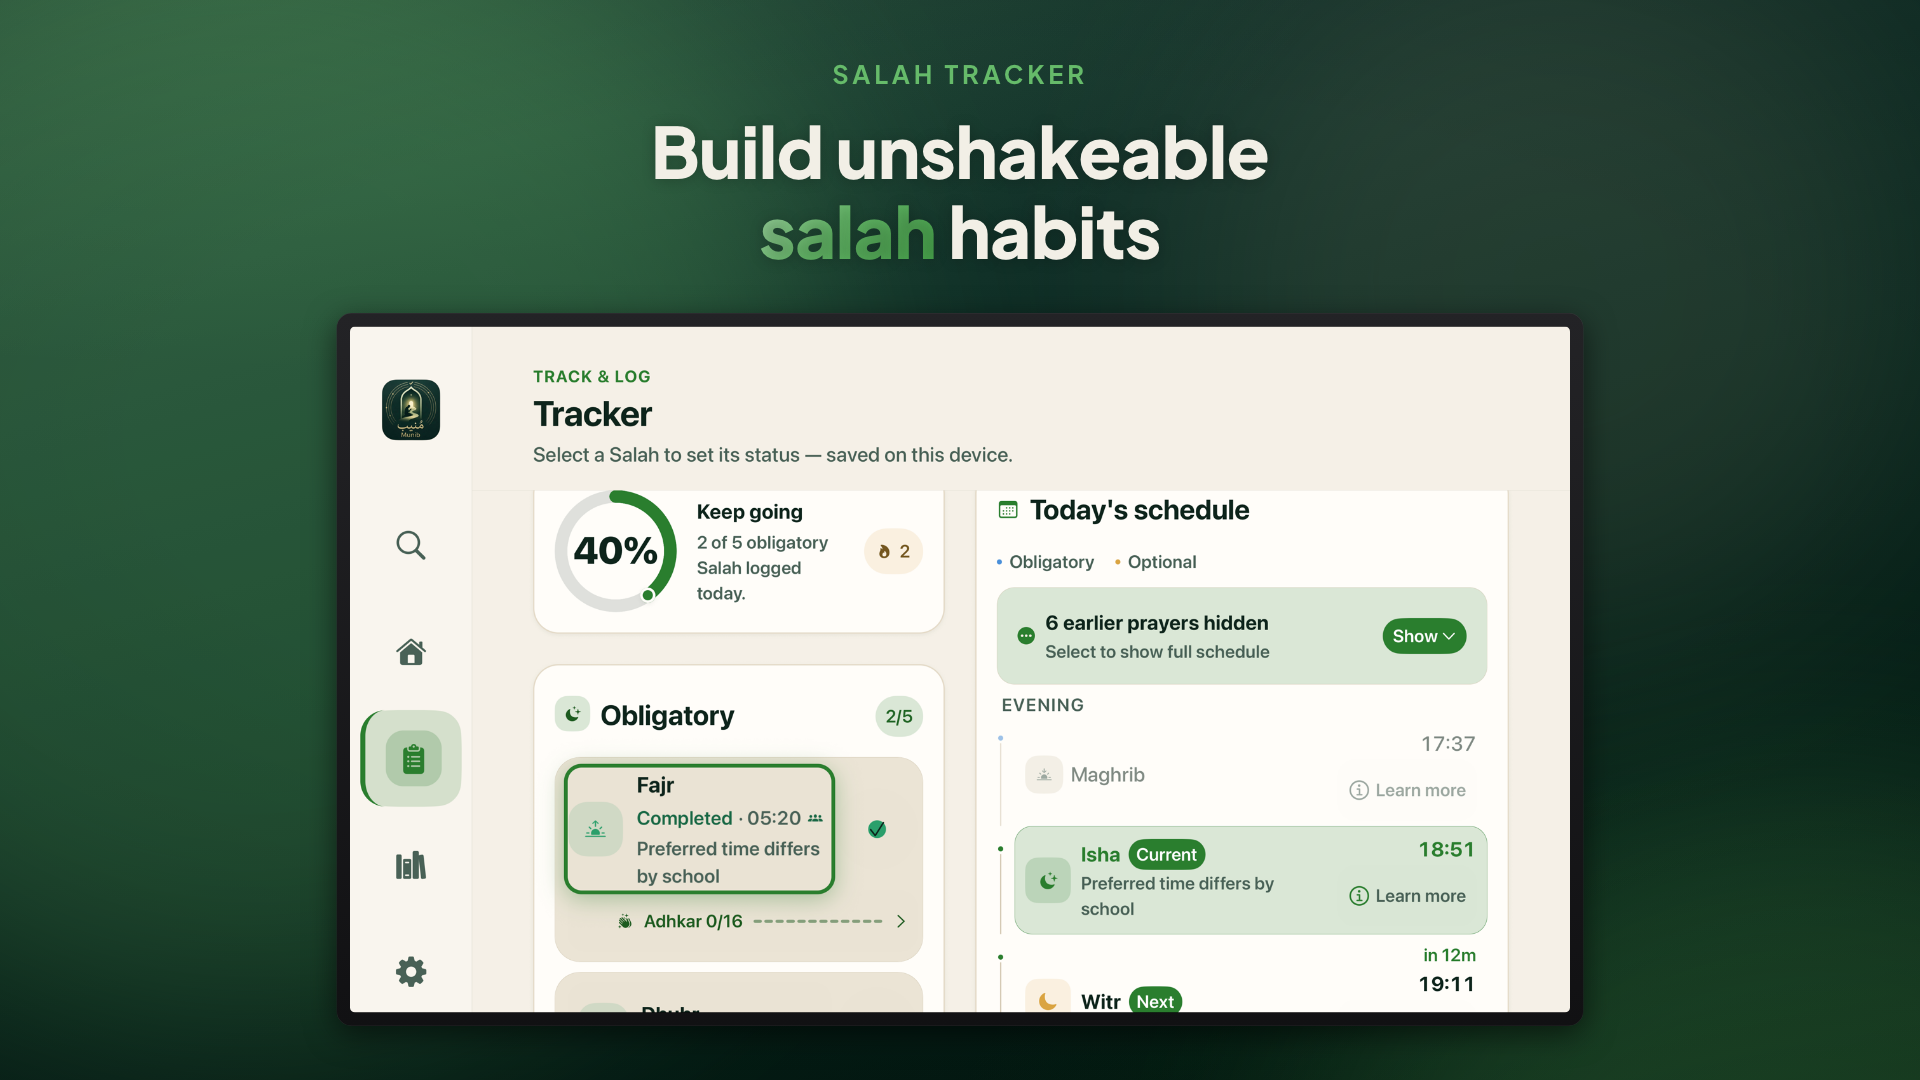 SALAH TRACKER
Build unshakeable
salah habits
مُنيب
Munib
TRACK & LOG
Tracker
Select a Salah to set its status — saved on this device.
40%
Keep going
2 of 5 obligatory
Salah logged
today.
2
Obligatory
2/5
Fajr
Completed · 05:20
Preferred time differs
by school
Adhkar 0/16
Dhuhr
Today's schedule
Obligatory
Optional
6 earlier prayers hidden
Select to show full schedule
Show
EVENING
17:37
Maghrib
Learn more
Isha
Current
18:51
Preferred time differs by
school
Learn more
in 12m
19:11
Witr
Next